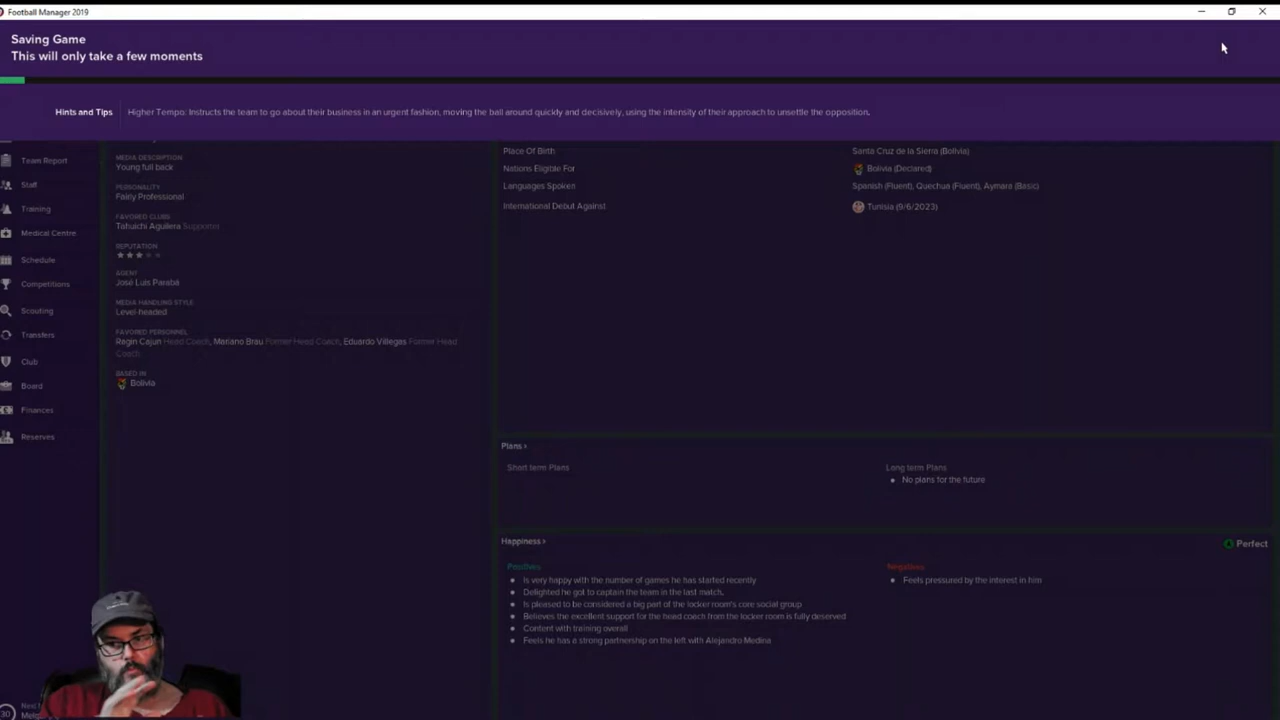 Football Manager 2019
Saving Game
This will only take a few moments
Hints and Tips
Higher Tempo: Instructs the team to go about their business in an urgent fashion, moving the ball around quickly and decisively, using the intensity of their approach to unsettle the opposition.
Team Report
Staff
Training
Medical Centre
Schedule
Competitions
Scouting
Transfers
Club
Board
Finances
Reserves
MEDIA DESCRIPTION
Young full back
PERSONALITY
Fairly Professional
FAVORED CLUBS
Tahuichi Aguilera Supporter
REPUTATION
AGENT
José Luis Paraba
MEDIA HANDLING STYLE
Level-headed
FAVORED PERSONNEL
Ragin Cajun Head Coach, Mariano Brau Former Head Coach, Eduardo Villegas Former Head
Coach
BASED IN
Bolivia
Place Of Birth Santa Cruz de la Sierra (Bolivia)
Nations Eligible For Bolivia (Declared)
Languages Spoken Spanish (Fluent), Quechua (Fluent), Aymara (Basic)
International Debut Against Tunisia (9/6/2023)
Plans ›
Short term Plans
Long term Plans
• No plans for the future
Happiness ›
Perfect
Positives
• Is very happy with the number of games he has started recently
• Delighted he got to captain the team in the last match.
• Is pleased to be considered a big part of the locker room's core social group
• Believes the excellent support for the head coach from the locker room is fully deserved
• Content with training overall
• Feels he has a strong partnership on the left with Alejandro Medina
Negatives
• Feels pressured by the interest in him
30